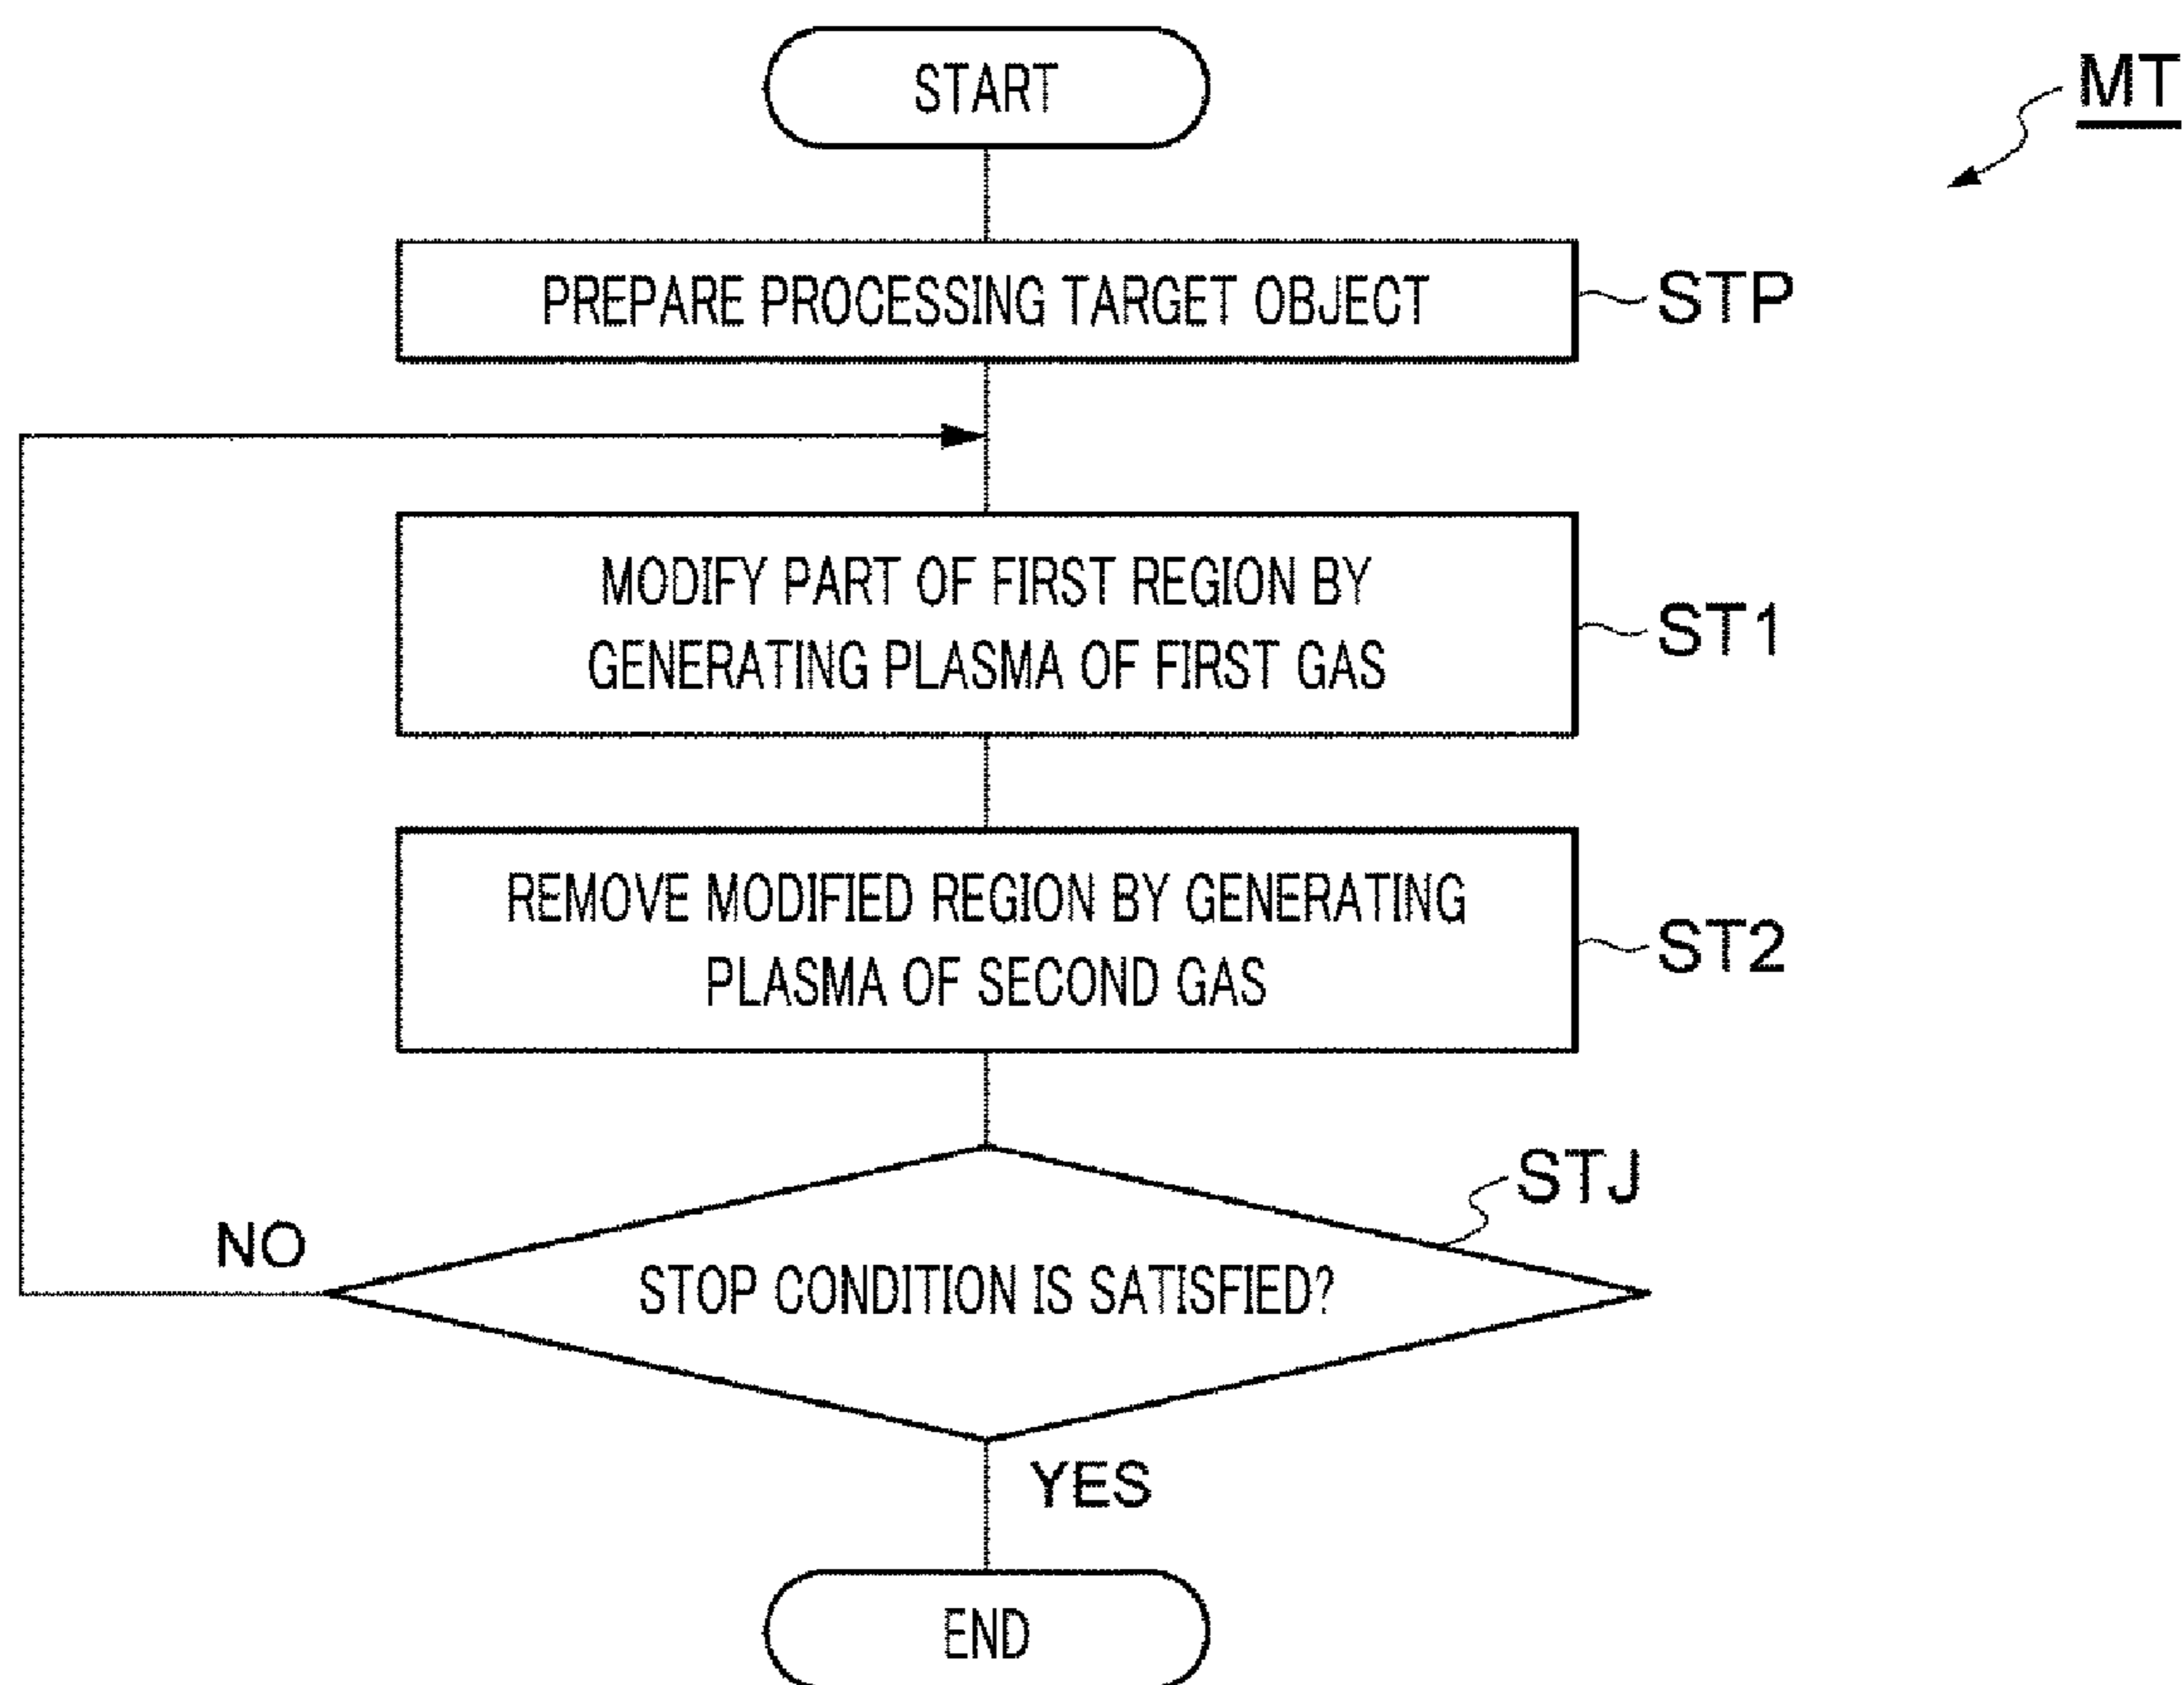 START
MT
PREPARE PROCESSING TARGET OBJECT
STP
MODIFY PART OF FIRST REGION BY
GENERATING PLASMA OF FIRST GAS
ST1
REMOVE MODIFIED REGION BY GENERATING
PLASMA OF SECOND GAS
ST2
STJ
NO
STOP CONDITION IS SATISFIED?
YES
END